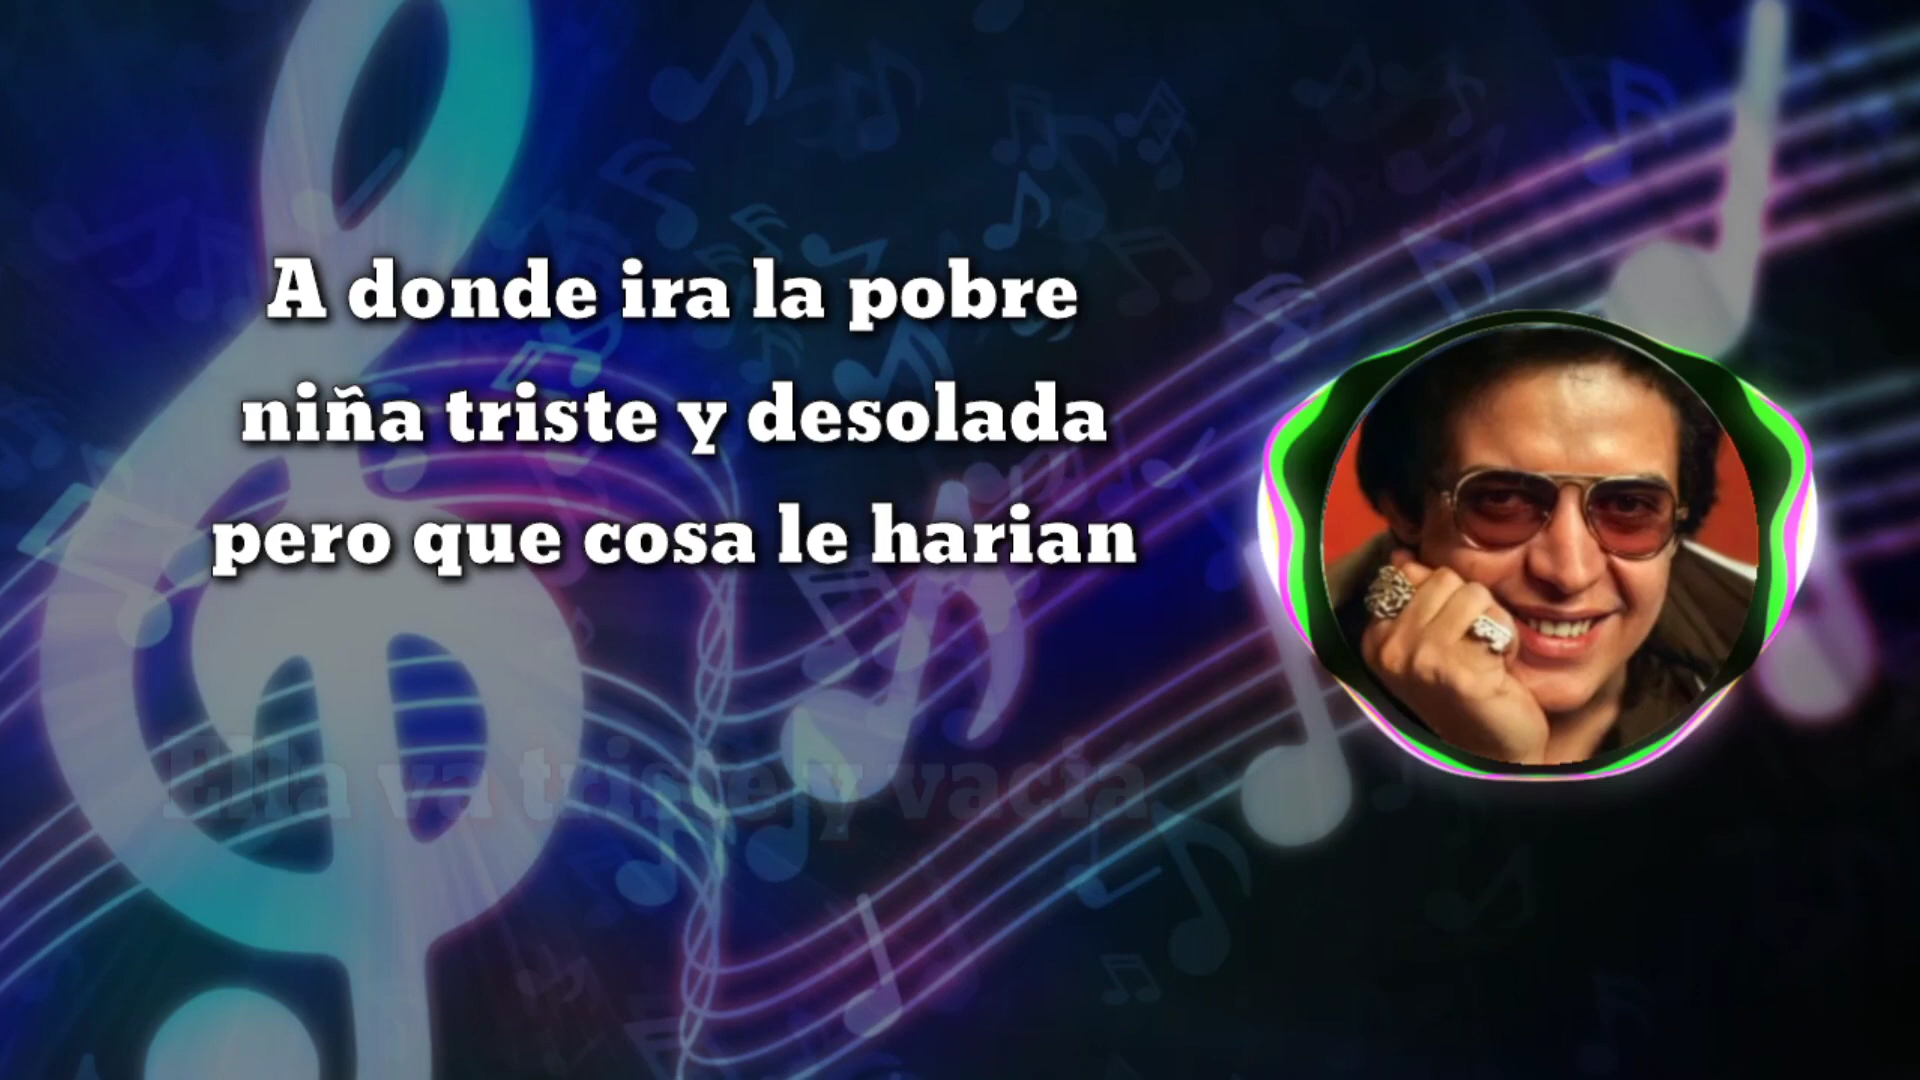 A donde ira la pobre
niña triste y desolada
pero que cosa le harian
Ella va triste y vacia